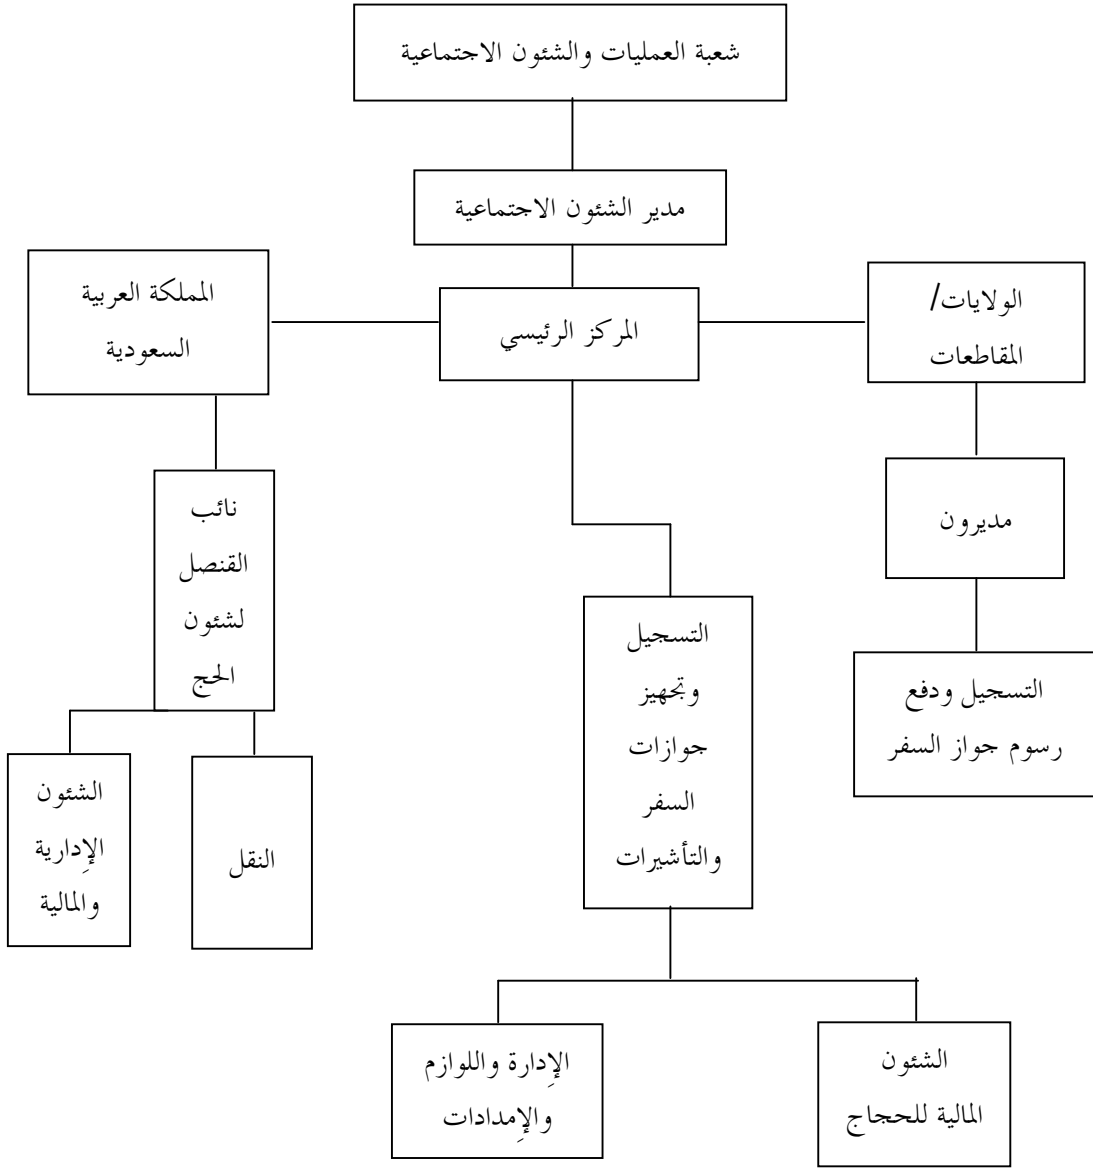 شعبة العمليات والشئون الاجتماعية
مدير الشئون الاجتماعية
الولايات/
المقاطعات
المركز الرئيسي
المملكة العربية
السعودية
مديرون
نائب
القنصل
لشئون
الحج
التسجيل ودفع
رسوم جواز السفر
التسجيل
وتجهيز
جوازات
السفر
والتأشيرات
النقل
الشئون
الإدارية
والمالية
الشئون
المالية للحجاج
الإدارة واللوازم
والإمدادات